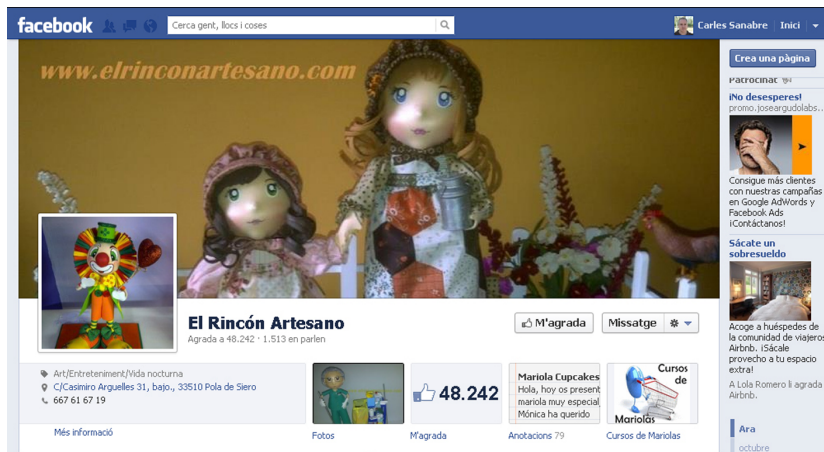 facebook
Cerca gent, llocs i coses
Carles Sanabre Inici
www.elrinconartesano.com
Crea una pàgina
Patrocinat
¡No desesperes!
promo.joseargudolabs...
Consigue más clientes
con nuestras campañas
en Google AdWords y
Facebook Ads
¡Contáctanos!
Sácate un
sobresueldo
Acoge a huéspedes de
la comunidad de viajeros
Airbnb. ¡Sácale
provecho a tu espacio
extra!
A Lola Romero li agrada
Airbnb.
Ara
octubre
El Rincón Artesano
Agrada a 48.242 · 1.513 en parlen
M'agrada
Missatge
Art/Entreteniment/Vida nocturna
C/Casimiro Arguelles 31, bajo., 33510 Pola de Siero
667 61 67 19
Més informació
Fotos
48.242
M'agrada
Mariola Cupcakes
Hola, hoy os present
mariola muy especial,
Mónica ha querido
Anotacions 79
Cursos
de
Mariolas
Cursos de Mariolas